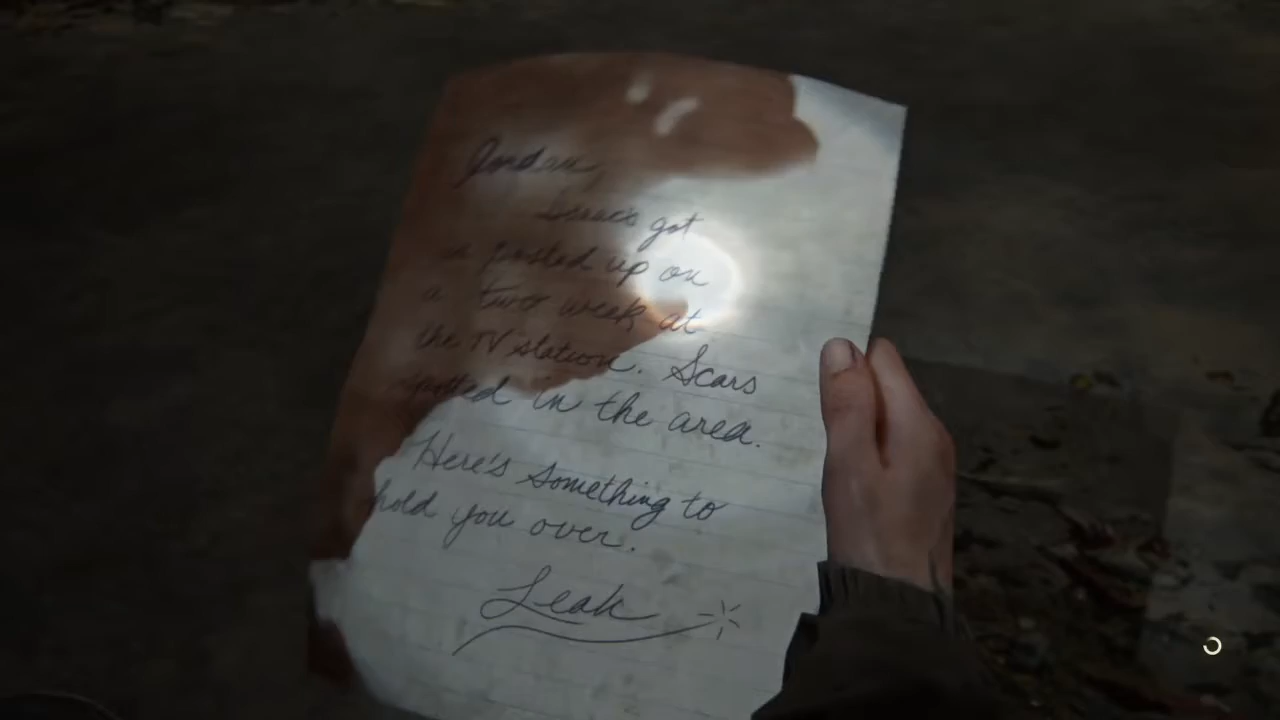 Jordan,
Isaac's got
us posted up on
a two week at
the TV station. Scars
spotted in the area.
Here's something to
hold you over.
Leah